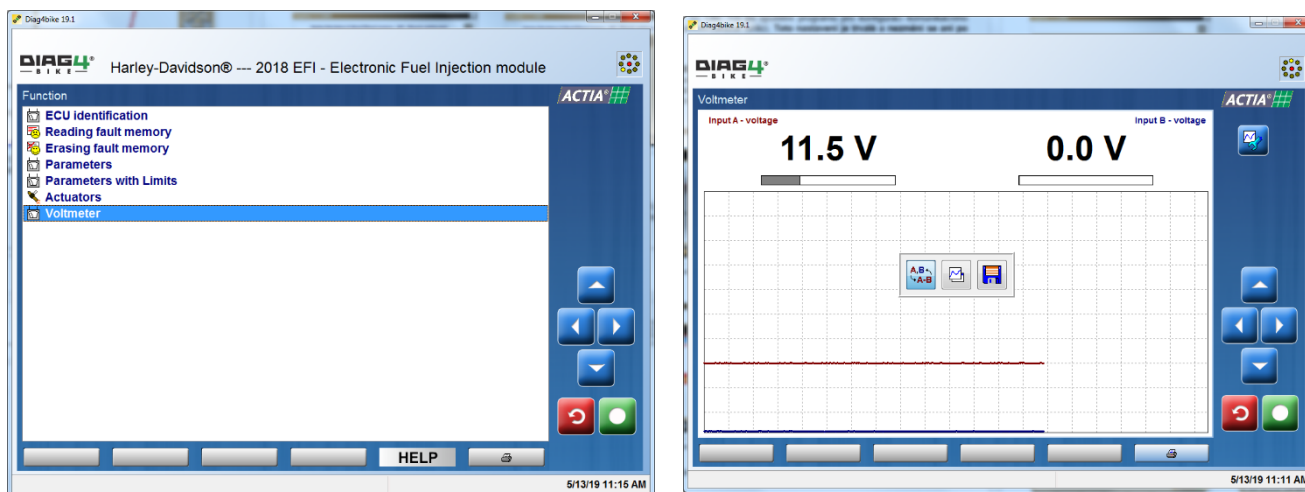 Diag4bike 19.1
DIAG4®
BIKE
Harley-Davidson® --- 2018 EFI - Electronic Fuel Injection module
Function
ACTIA®
ECU identification
Reading fault memory
Erasing fault memory
Parameters
Parameters with Limits
Actuators
Voltmeter
HELP
5/13/19 11:15 AM
Diag4bike 19.1
DIAG4®
BIKE
Voltmeter
ACTIA®
Input A - voltage
Input B - voltage
11.5 V
0.0 V
A,B
A-B
5/13/19 11:11 AM